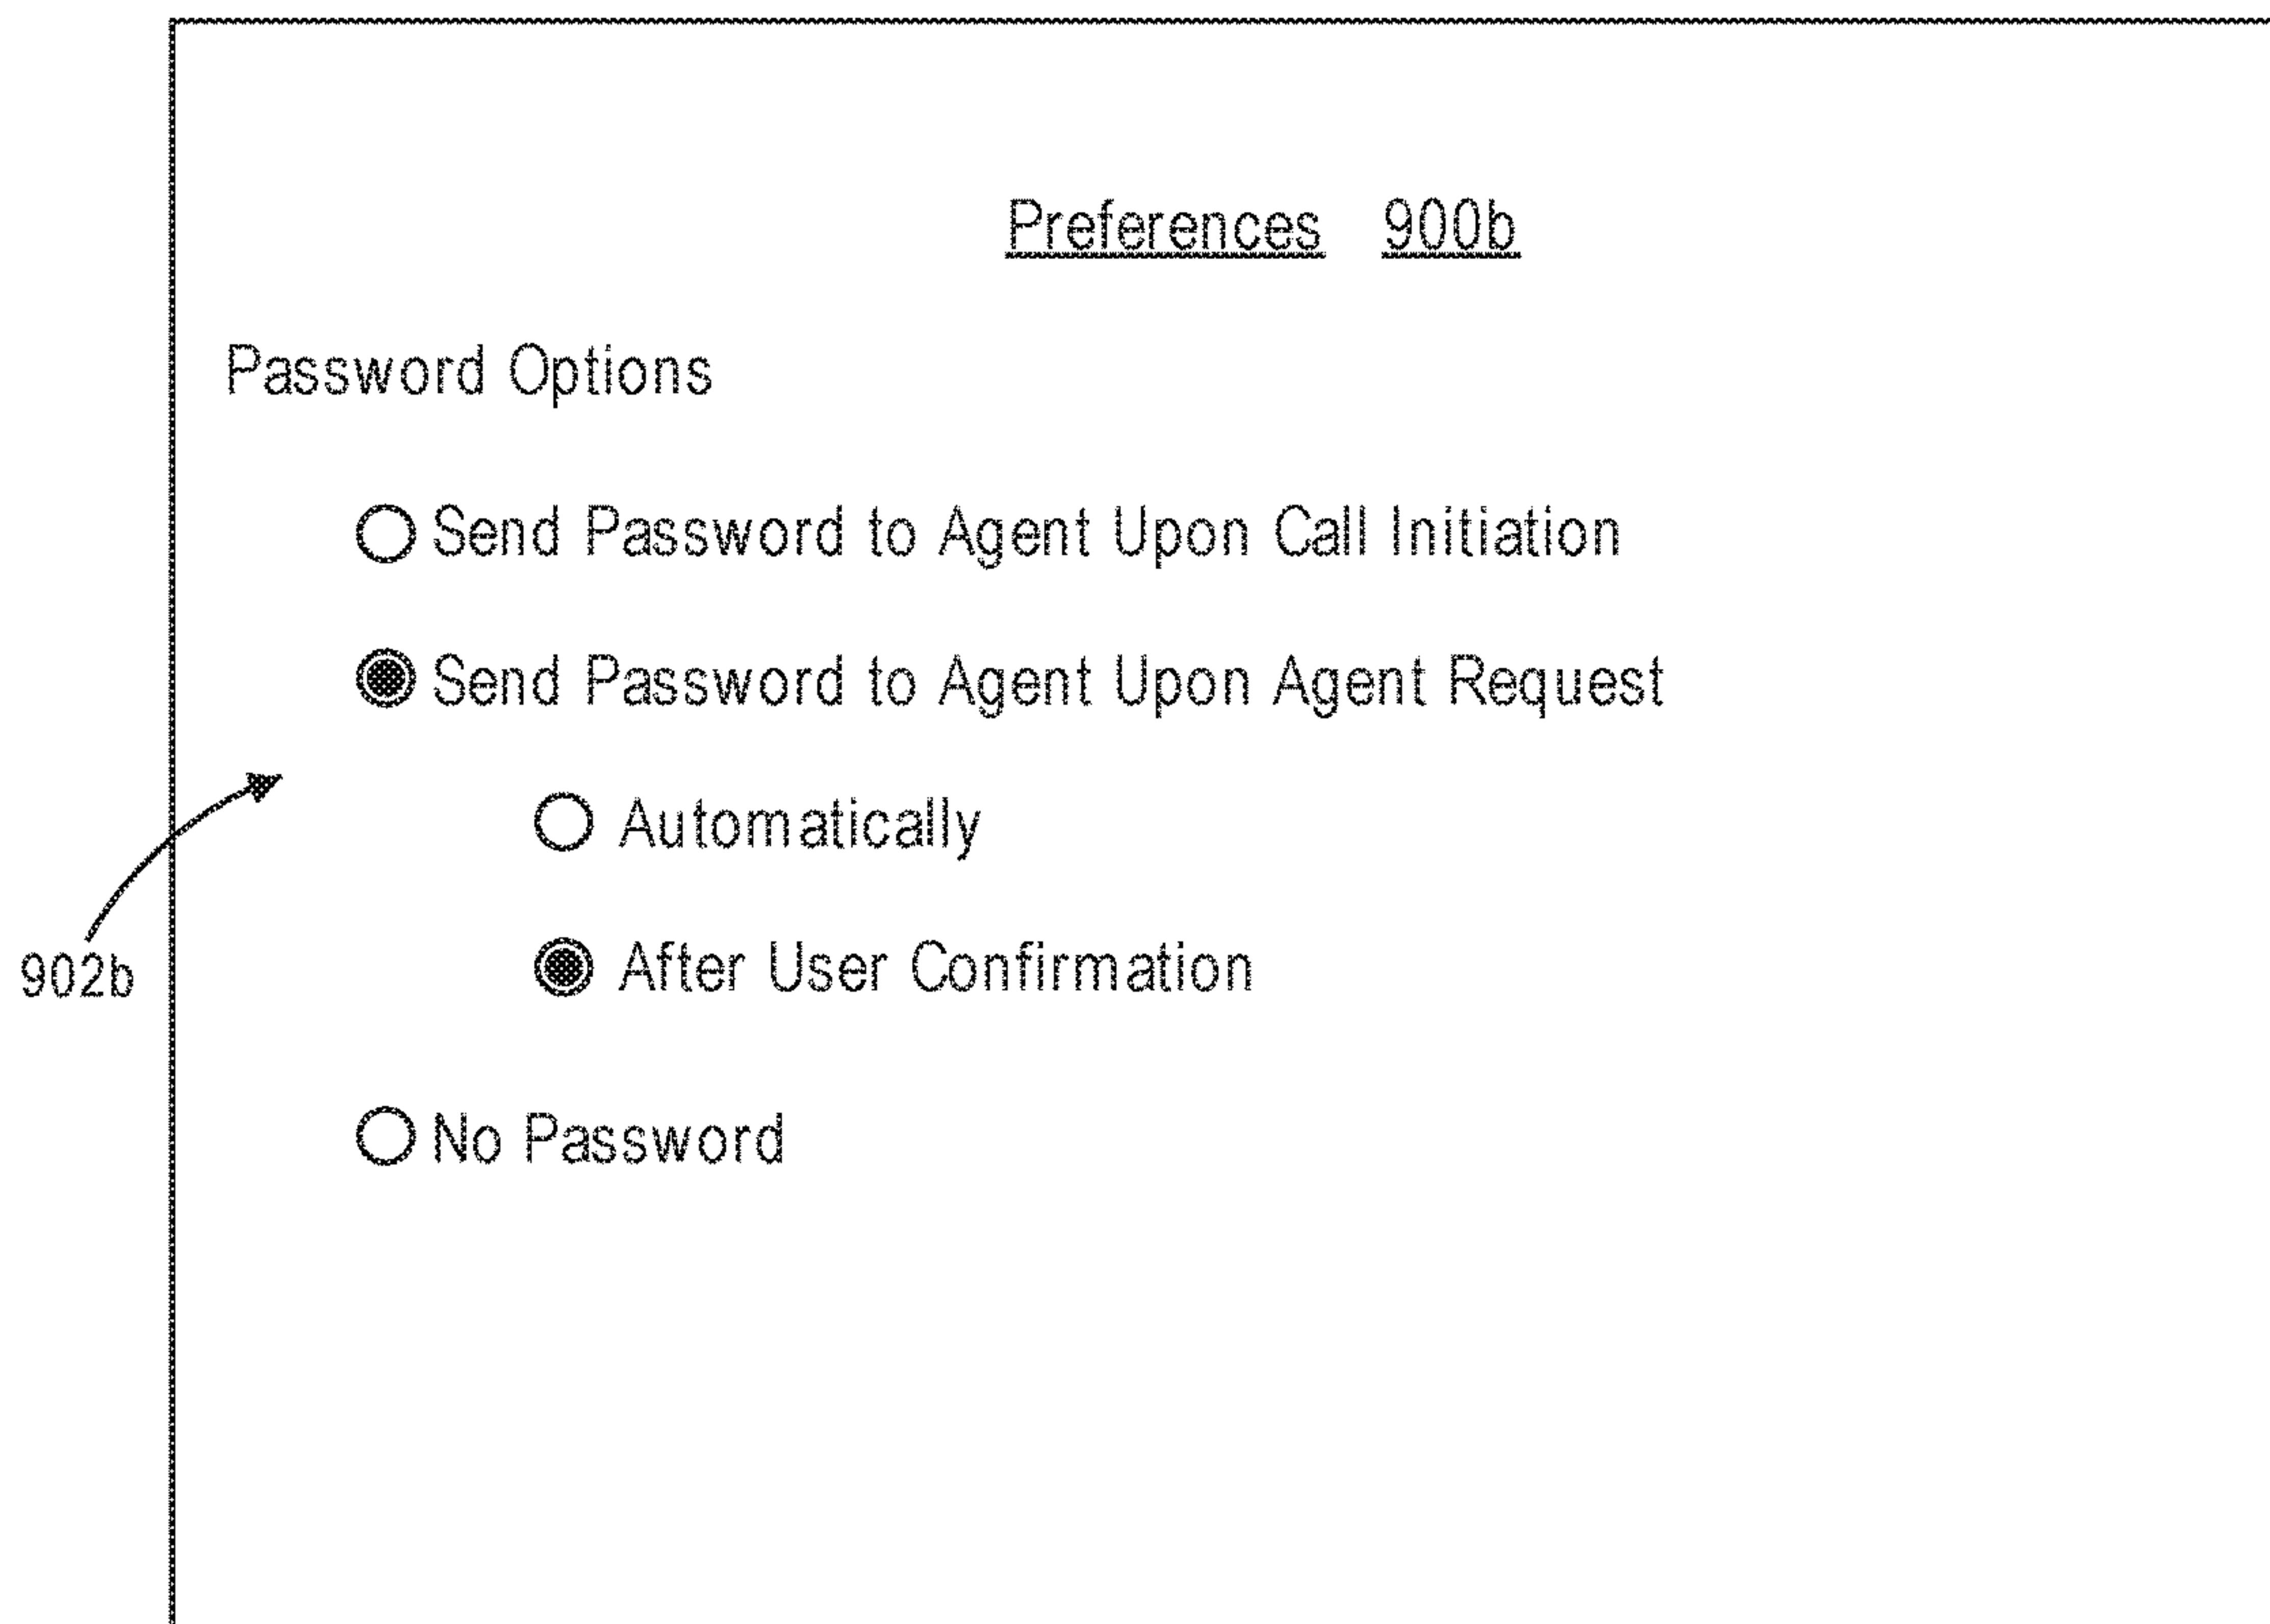 Preferences 900b
Password Options
Send Password to Agent Upon Call Initiation
Send Password to Agent Upon Agent Request
Automatically
After User Confirmation
902b
No Password